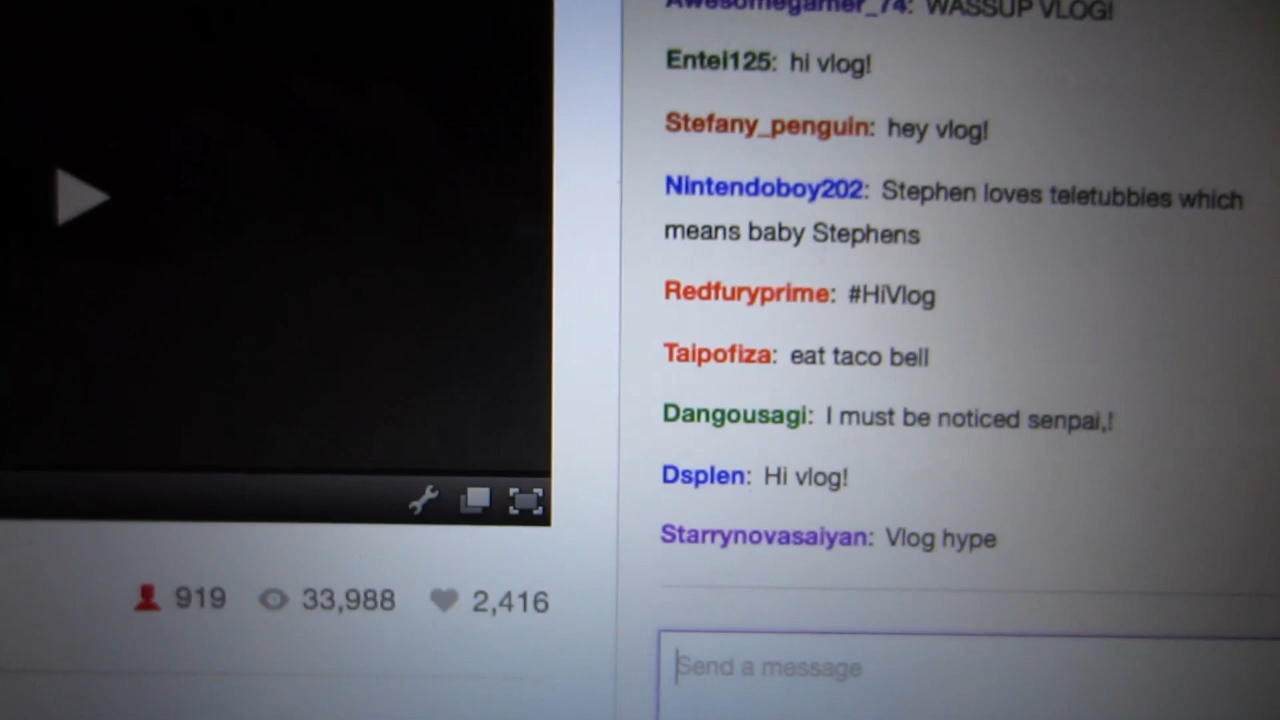 Awesomegamer_74: WASSUP VLOG!
Entei125: hi vlog!
Stefany_penguin: hey vlog!
Nintendoboy202: Stephen loves teletubbies which
means baby Stephens
Redfuryprime: #HiVlog
Taipofiza: eat taco bell
Dangousagi: I must be noticed senpai,!
Dsplen: Hi vlog!
Starrynovasaiyan: Vlog hype
919 33,988 2,416
Send a message